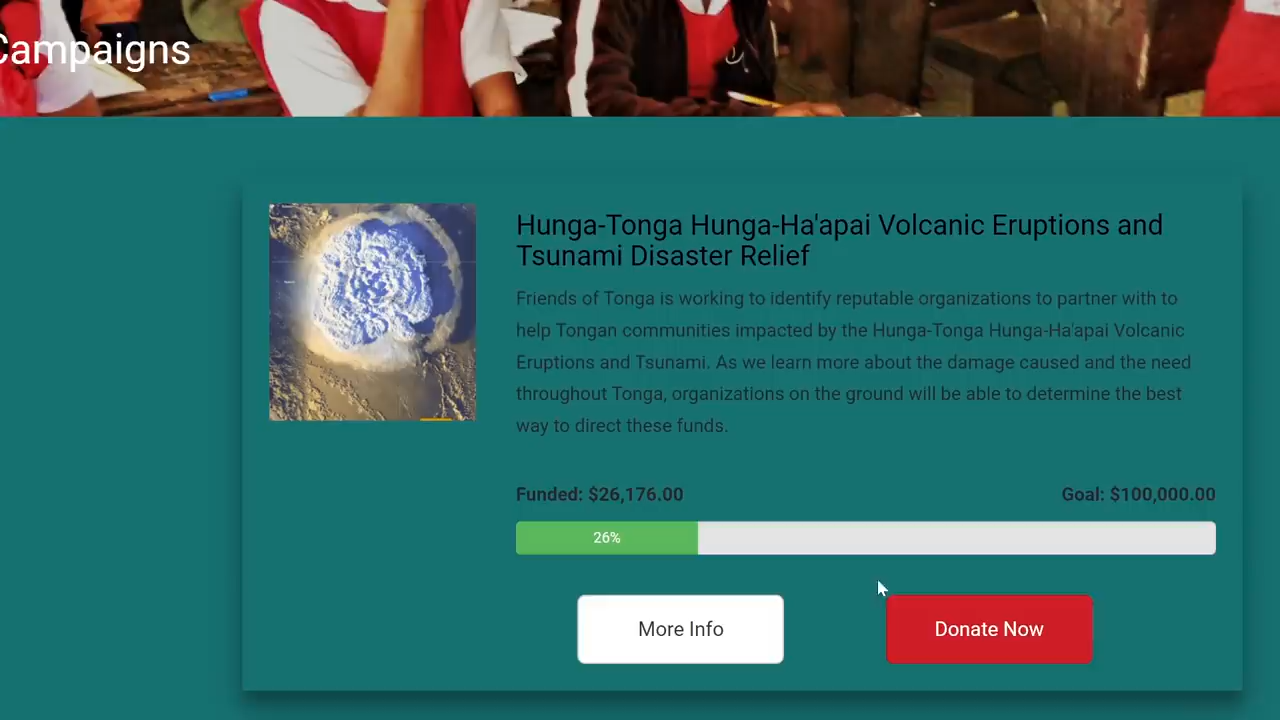 Campaigns
Hunga-Tonga Hunga-Ha'apai Volcanic Eruptions and
Tsunami Disaster Relief
Friends of Tonga is working to identify reputable organizations to partner with to
help Tongan communities impacted by the Hunga-Tonga Hunga-Ha'apai Volcanic
Eruptions and Tsunami. As we learn more about the damage caused and the need
throughout Tonga, organizations on the ground will be able to determine the best
way to direct these funds.
Funded: $26,176.00 Goal: $100,000.00
26%
More Info Donate Now